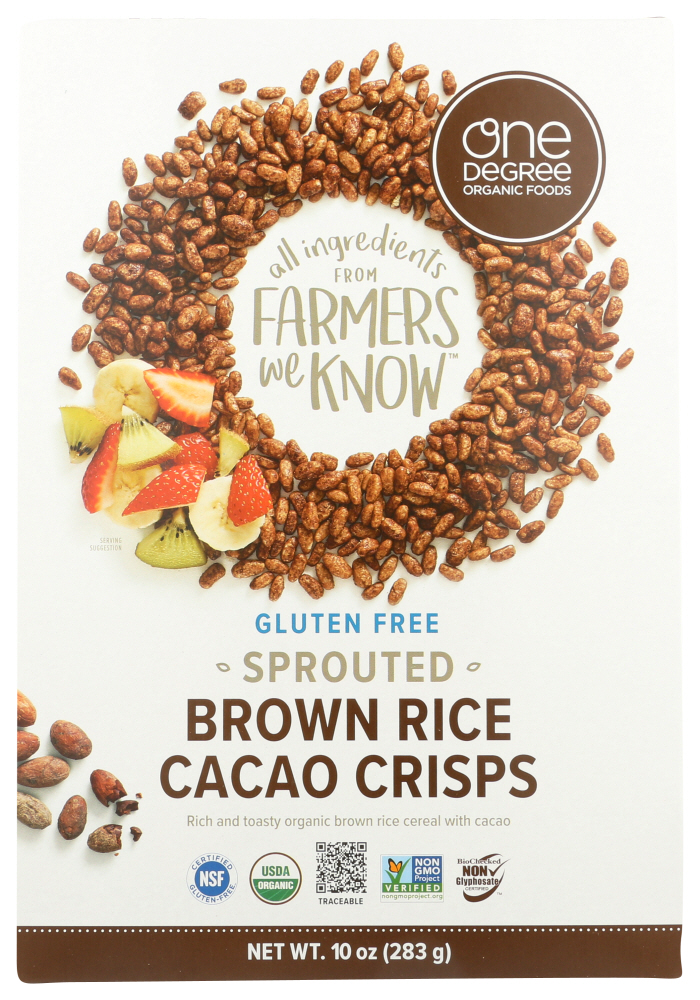 one
DEGREE
ORGANIC FOODS
all ingredients
FROM
FARMERS
we KNOW™
SERVING
SUGGESTION
GLUTEN FREE
SPROUTED
BROWN RICE
CACAO CRISPS
Rich and toasty organic brown rice cereal with cacao
CERTIFIED
NSF
GLUTEN-FREE
USDA
ORGANIC
TRACEABLE
NON
GMO
Project
VERIFIED
nongmoproject.org
BioChecked
NON
Glyphosate
CERTIFIED
™
NET WT. 10 oz (283 g)